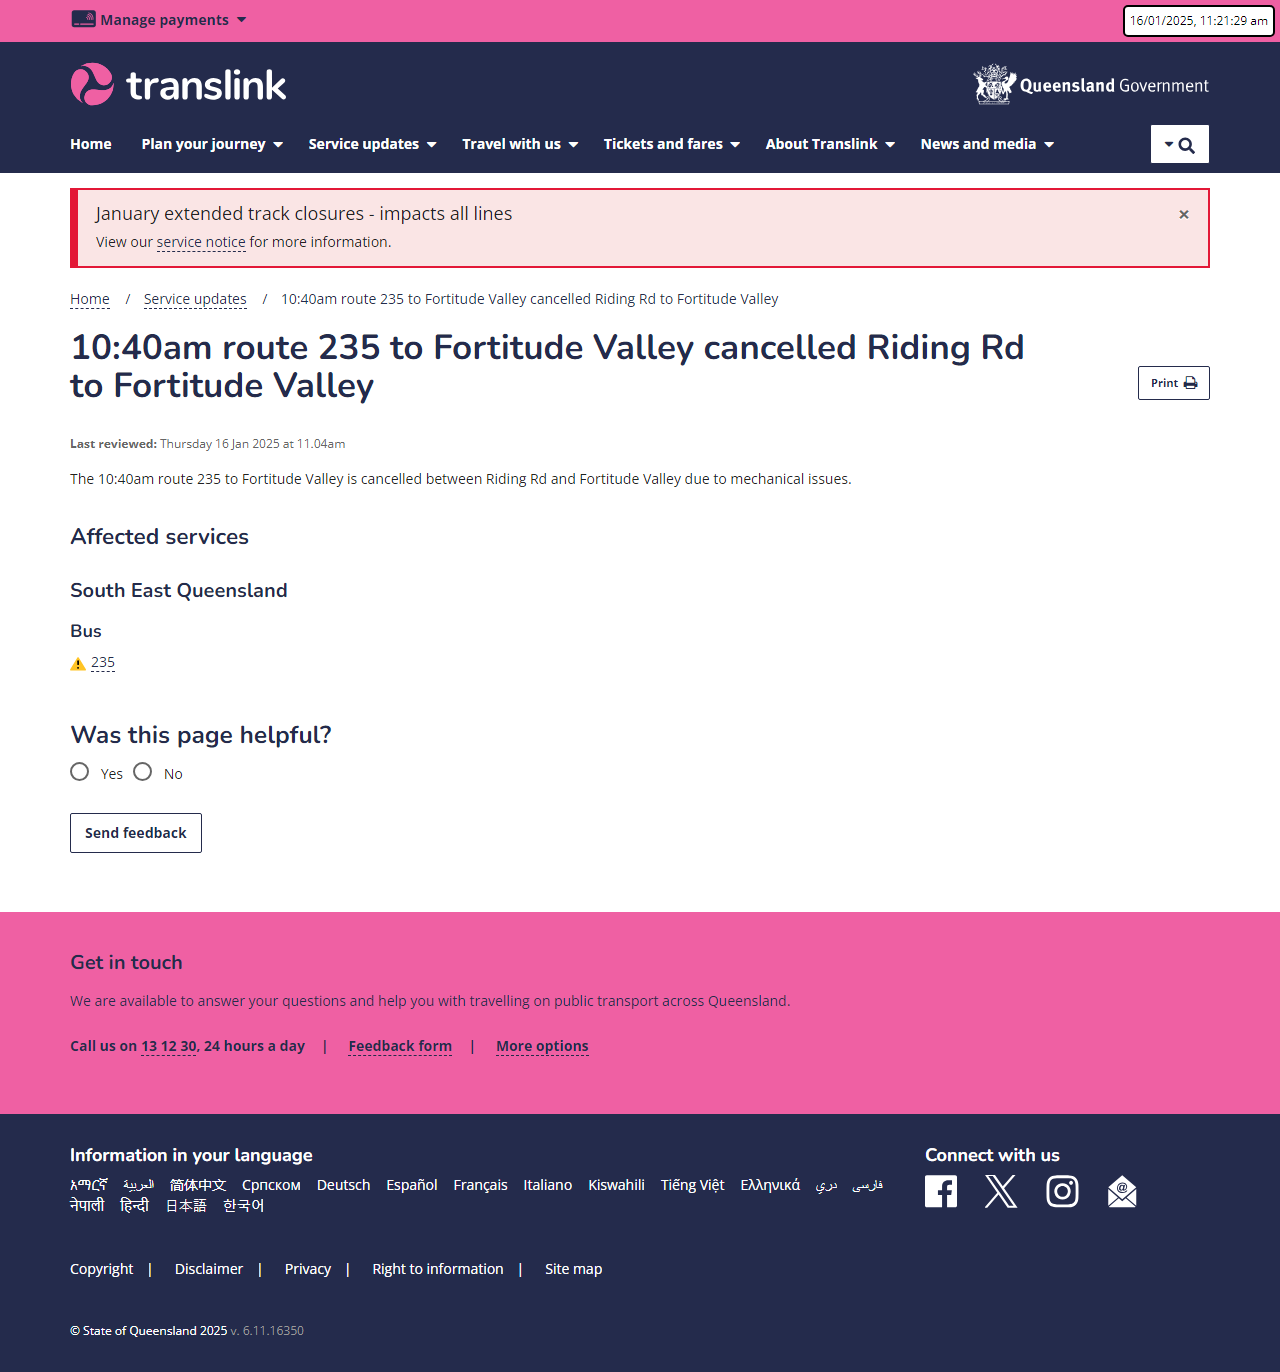 Manage payments
16/01/2025, 11:21:29 am
translink
Queensland Government
Home Plan your journey Service updates Travel with us Tickets and fares About Translink News and media
January extended track closures - impacts all lines
×
View our service notice for more information.
Home / Service updates / 10:40am route 235 to Fortitude Valley cancelled Riding Rd to Fortitude Valley
10:40am route 235 to Fortitude Valley cancelled Riding Rd
to Fortitude Valley
Print
Last reviewed: Thursday 16 Jan 2025 at 11.04am
The 10:40am route 235 to Fortitude Valley is cancelled between Riding Rd and Fortitude Valley due to mechanical issues.
Affected services
South East Queensland
Bus
235
Was this page helpful?
Yes No
Send feedback
Get in touch
We are available to answer your questions and help you with travelling on public transport across Queensland.
Call us on 13 12 30, 24 hours a day | Feedback form | More options
Information in your language
አማርኛ العربية 简体中文 Српском Deutsch Español Français Italiano Kiswahili Tiếng Việt Ελληνικά دري فارسی
नेपाली हिन्दी 日本語 한국어
Connect with us
Copyright | Disclaimer | Privacy | Right to information | Site map
© State of Queensland 2025 v. 6.11.16350